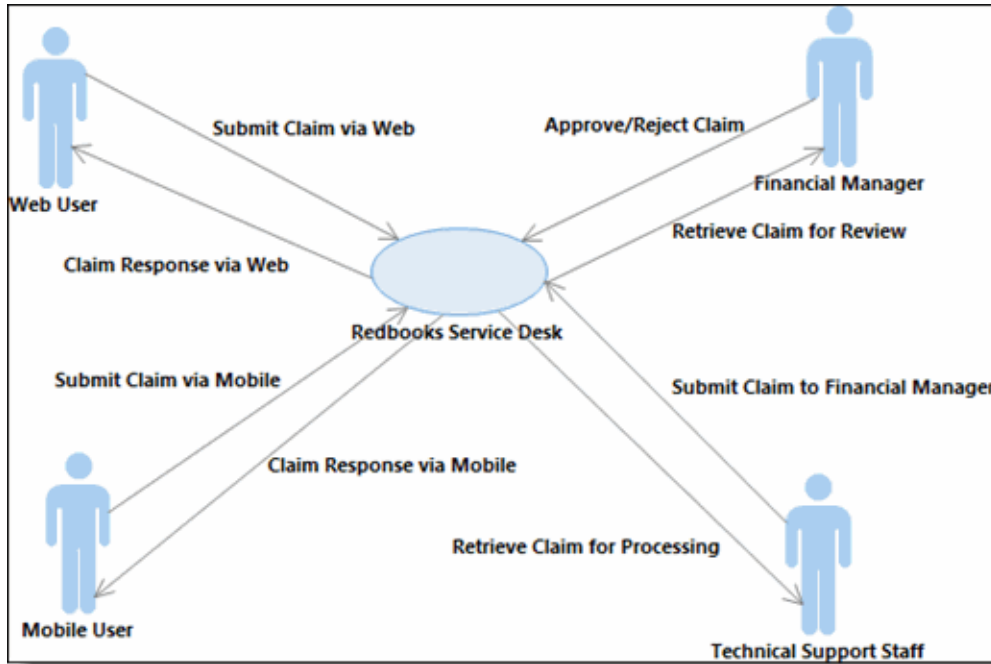 Submit Claim via Web
Approve/Reject Claim
Web User
Financial Manager
Retrieve Claim for Review
Claim Response via Web
Redbooks Service Desk
Submit Claim via Mobile
Submit Claim to Financial Manager
Claim Response via Mobile
Retrieve Claim for Processing
Mobile User
Technical Support Staff